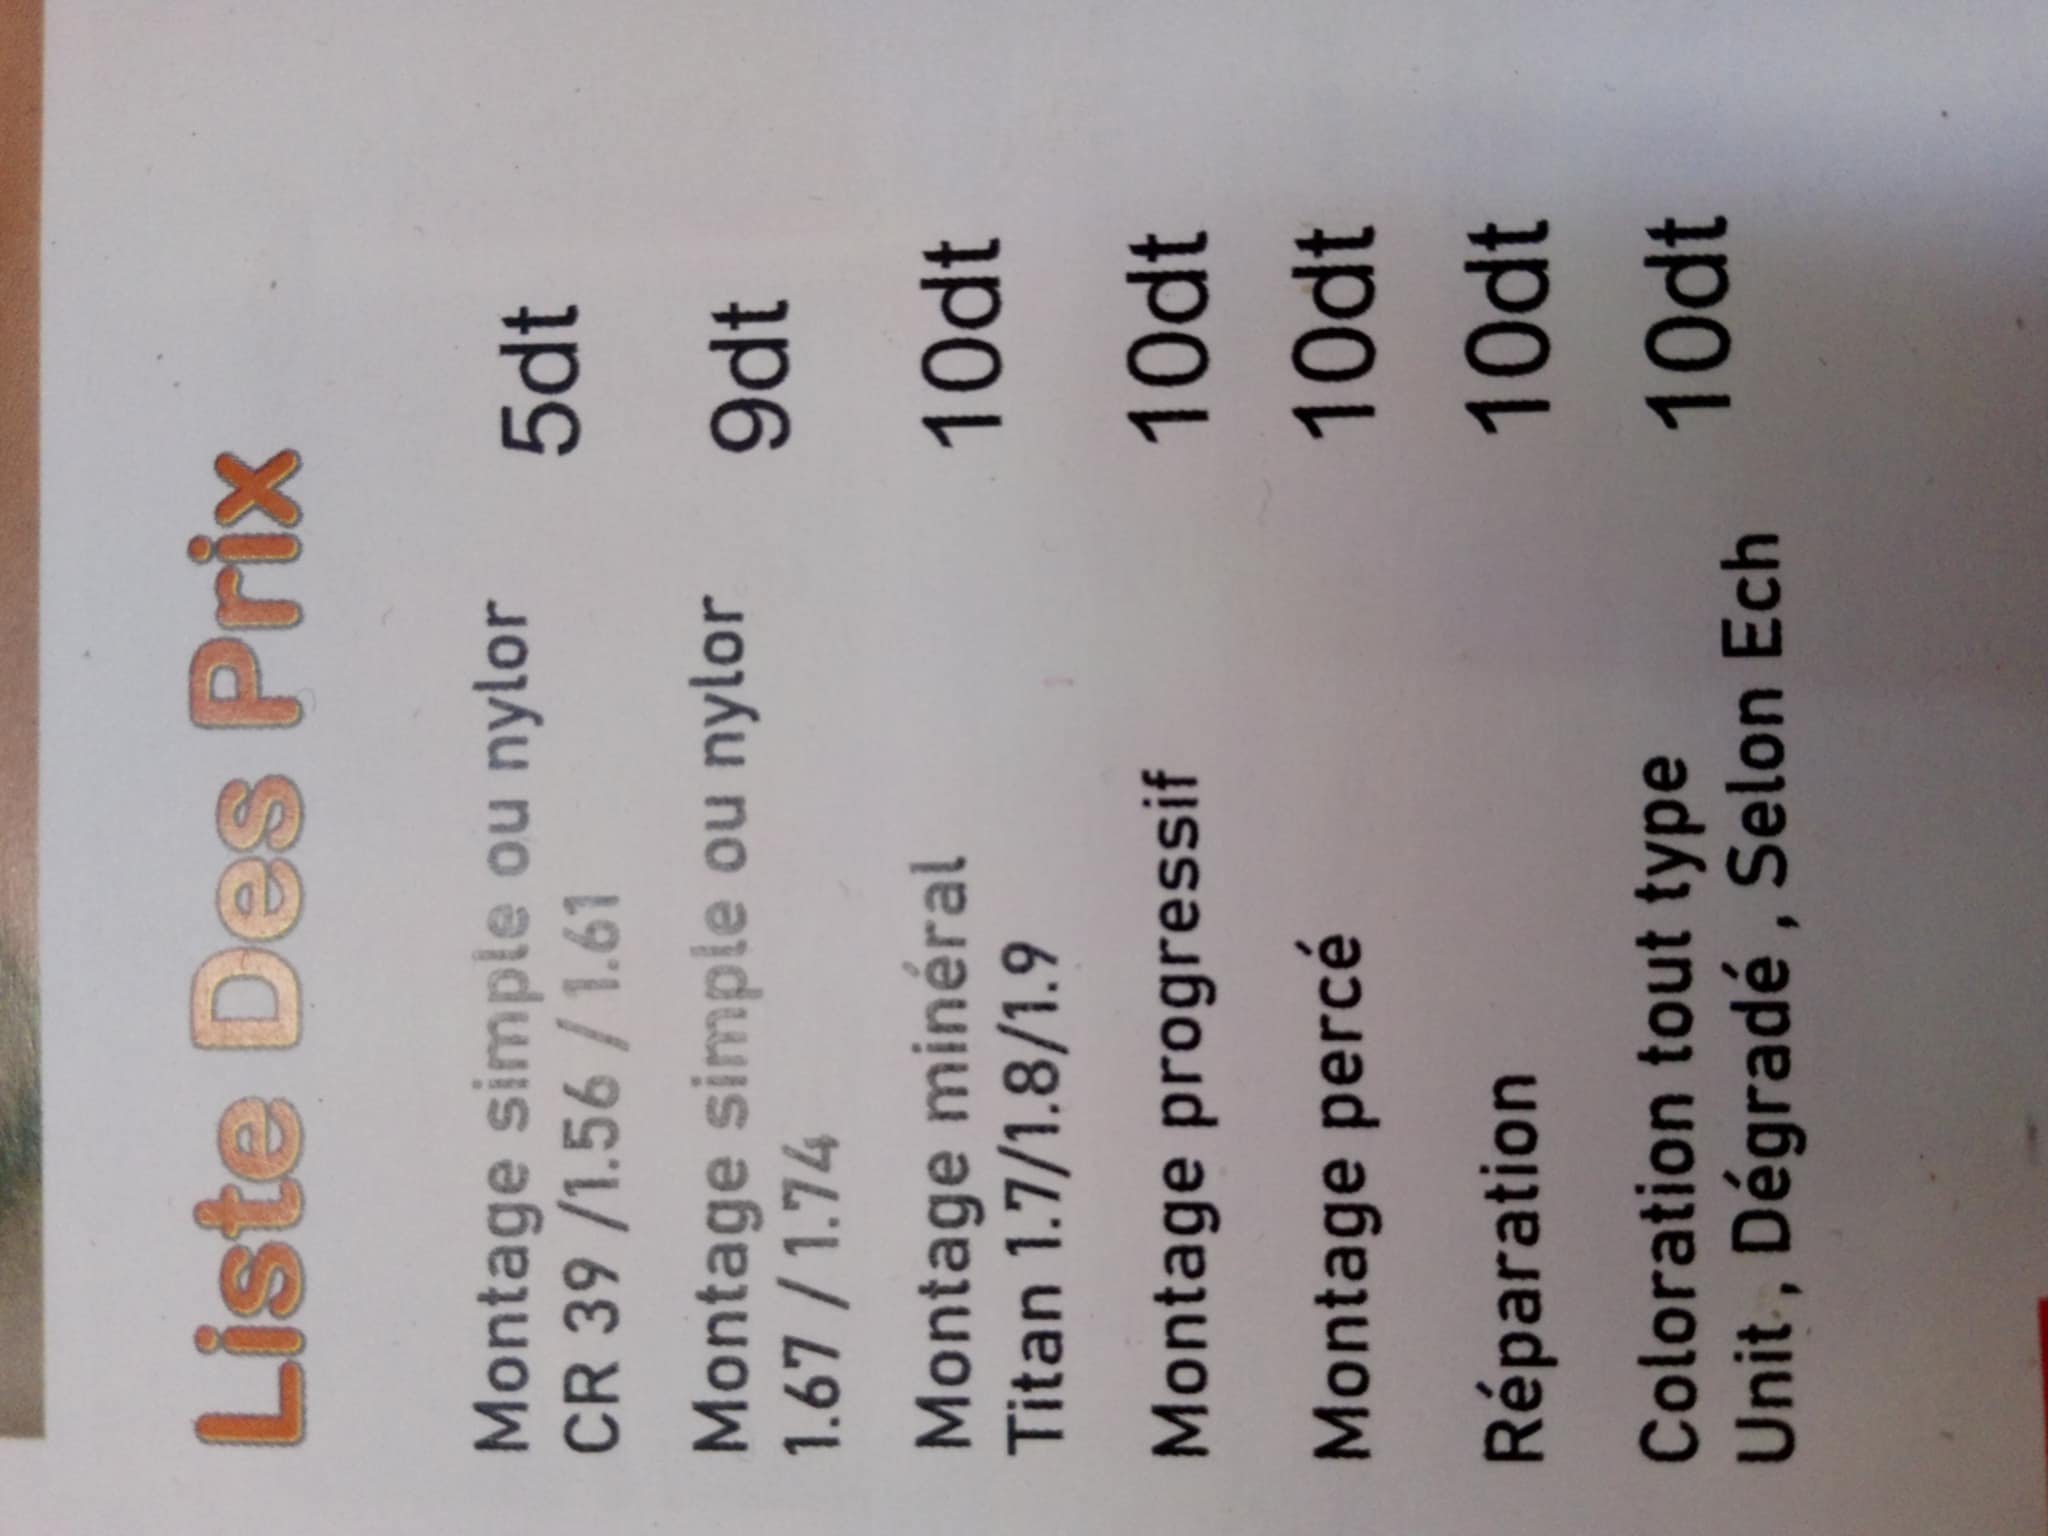 Liste Des Prix
Montage simple ou nylor 5dt
CR 39 /1.56 / 1.61
Montage simple ou nylor 9dt
1.67 / 1.74
Montage minéral 10dt
Titan 1.7/1.8/1.9
Montage progressif 10dt
Montage percé 10dt
Réparation 10dt
Coloration tout type 10dt
Unit , Dégradé , Selon Ech